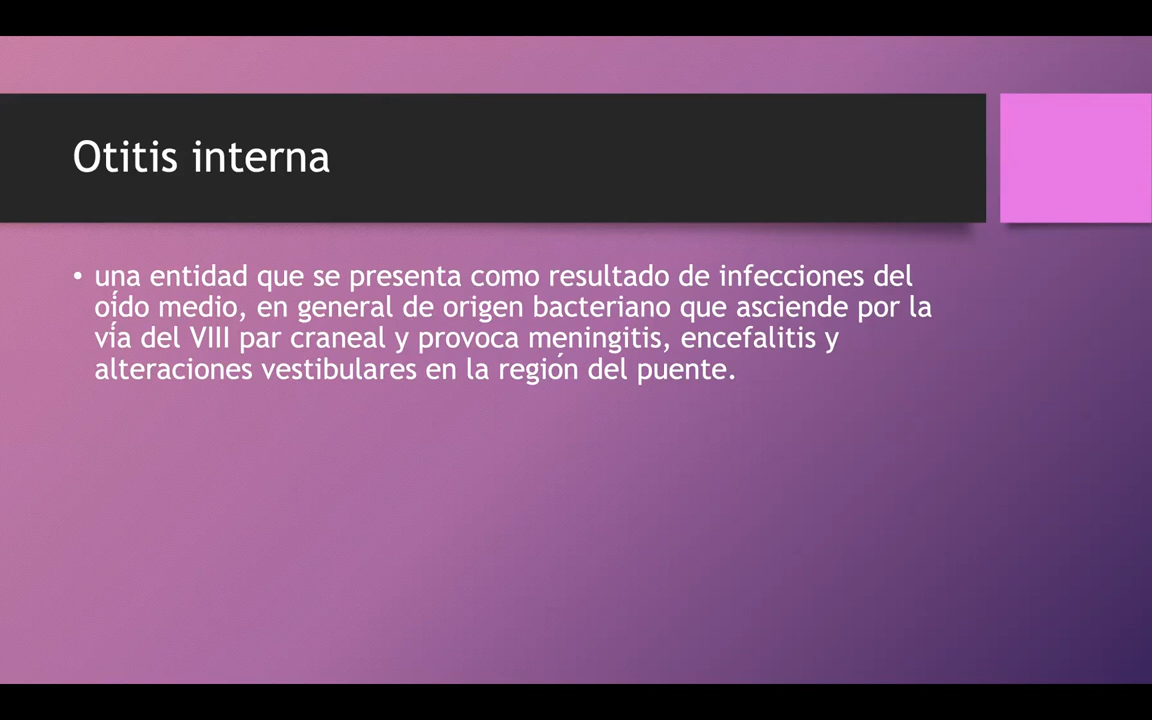 Otitis interna
• una entidad que se presenta como resultado de infecciones del
oído medio, en general de origen bacteriano que asciende por la
vía del VIII par craneal y provoca meningitis, encefalitis y
alteraciones vestibulares en la región del puente.